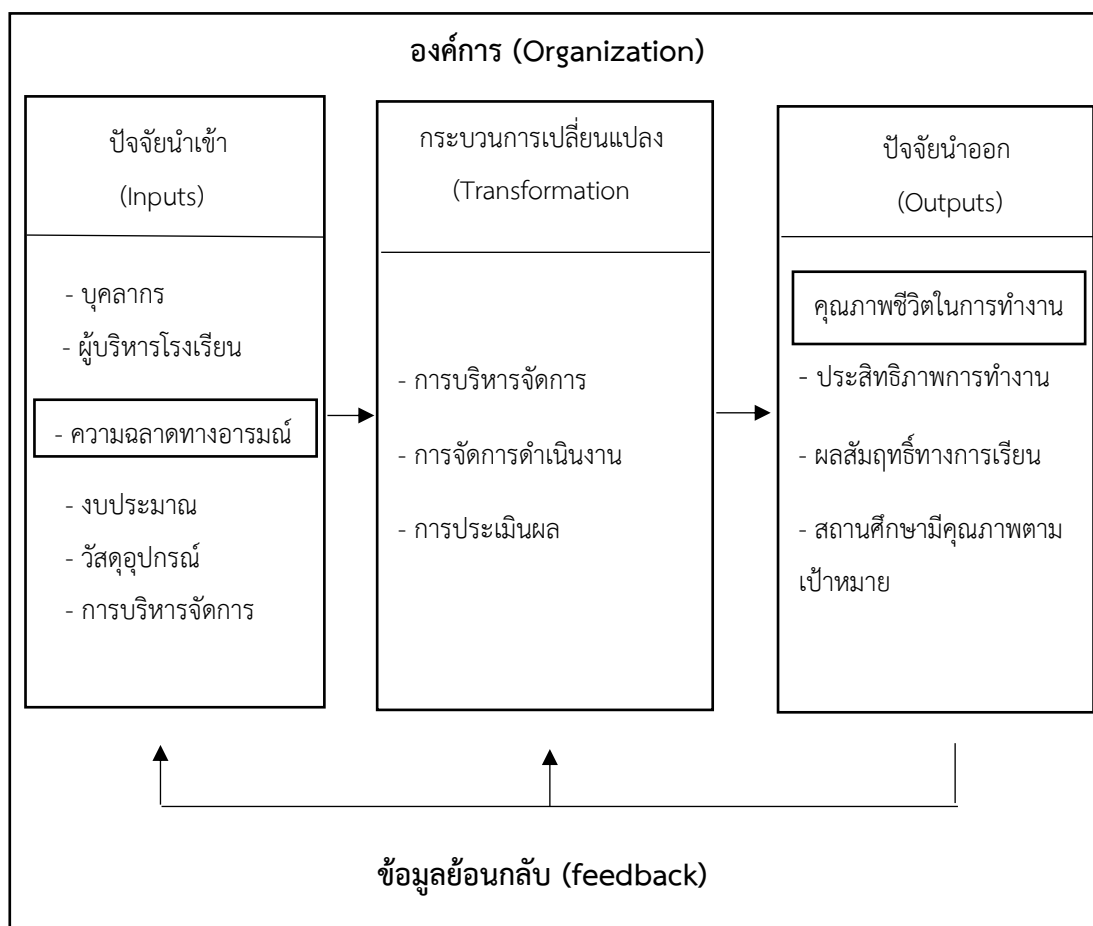 องค์การ (Organization)
ปัจจัยนำเข้า
(Inputs)
- บุคลากร
- ผู้บริหารโรงเรียน
- ความฉลาดทางอารมณ์
- งบประมาณ
- วัสดุอุปกรณ์
- การบริหารจัดการ
กระบวนการเปลี่ยนแปลง
(Transformation
- การบริหารจัดการ
- การจัดการดำเนินงาน
- การประเมินผล
ปัจจัยนำออก
(Outputs)
คุณภาพชีวิตในการทำงาน
- ประสิทธิภาพการทำงาน
- ผลสัมฤทธิ์ทางการเรียน
- สถานศึกษามีคุณภาพตาม
เป้าหมาย
ข้อมูลย้อนกลับ (feedback)